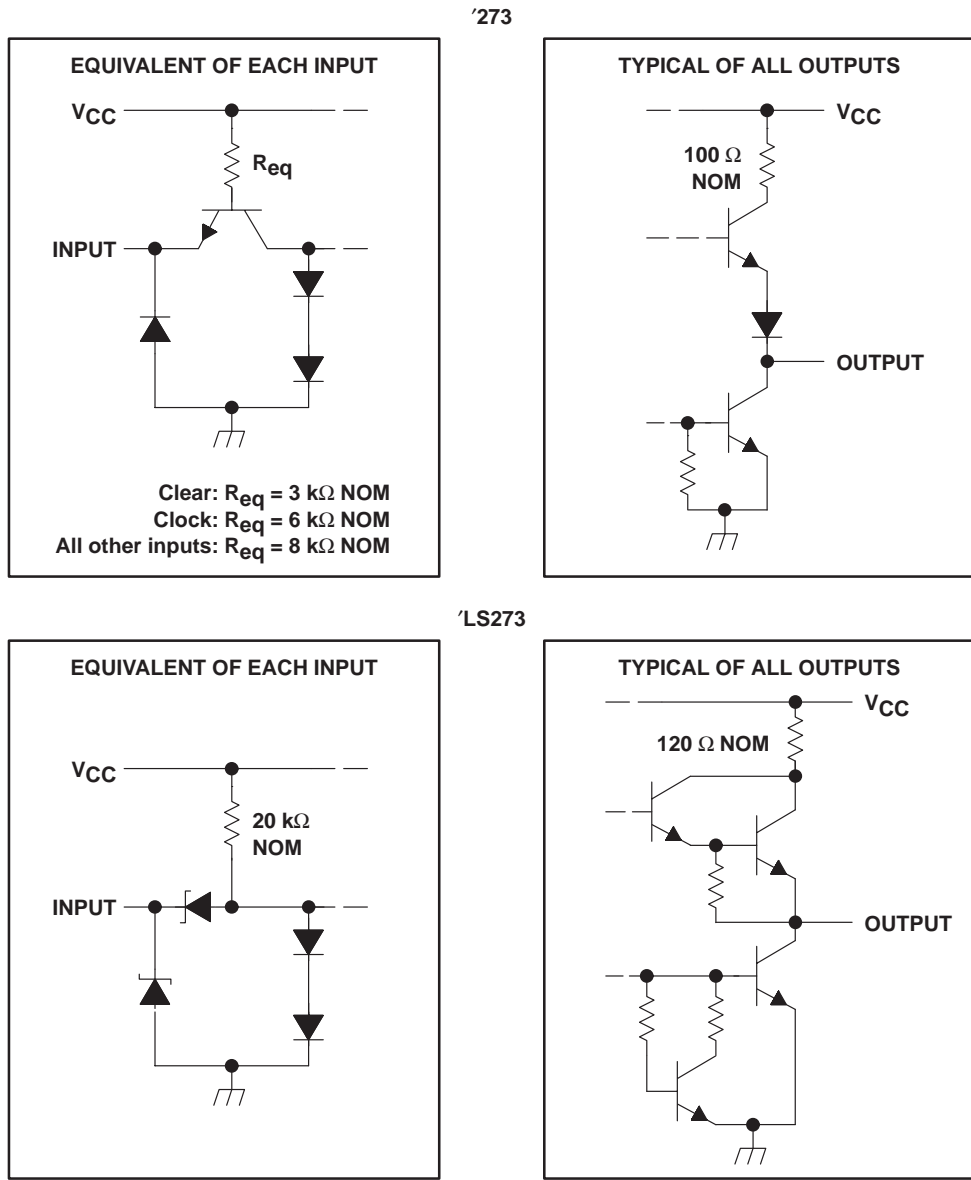 ′273
EQUIVALENT OF EACH INPUT
VCC
Req
INPUT
Clear: Req = 3 kΩ NOM
Clock: Req = 6 kΩ NOM
All other inputs: Req = 8 kΩ NOM
TYPICAL OF ALL OUTPUTS
VCC
100 Ω
NOM
OUTPUT
′LS273
EQUIVALENT OF EACH INPUT
VCC
20 kΩ
NOM
INPUT
TYPICAL OF ALL OUTPUTS
VCC
120 Ω NOM
OUTPUT